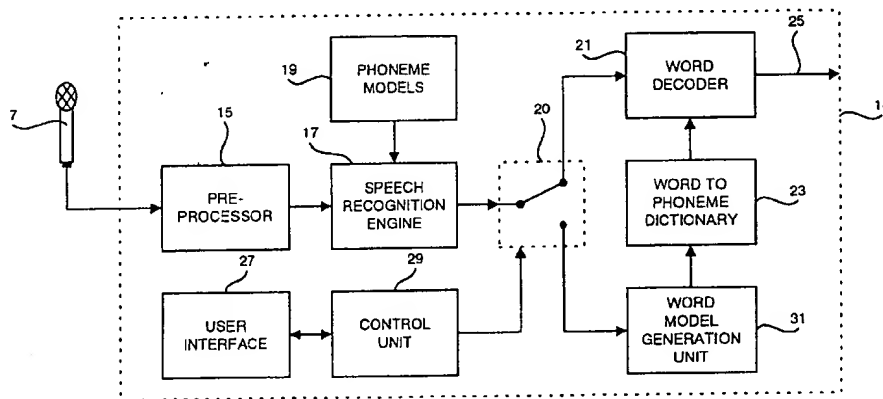 21
25
19
PHONEME
MODELS
WORD
DECODER
7
15
17
20
PRE-
PROCESSOR
SPEECH
RECOGNITION
ENGINE
WORD TO
PHONEME
DICTIONARY
23
27
29
USER
INTERFACE
CONTROL
UNIT
WORD
MODEL
GENERATION
UNIT
31